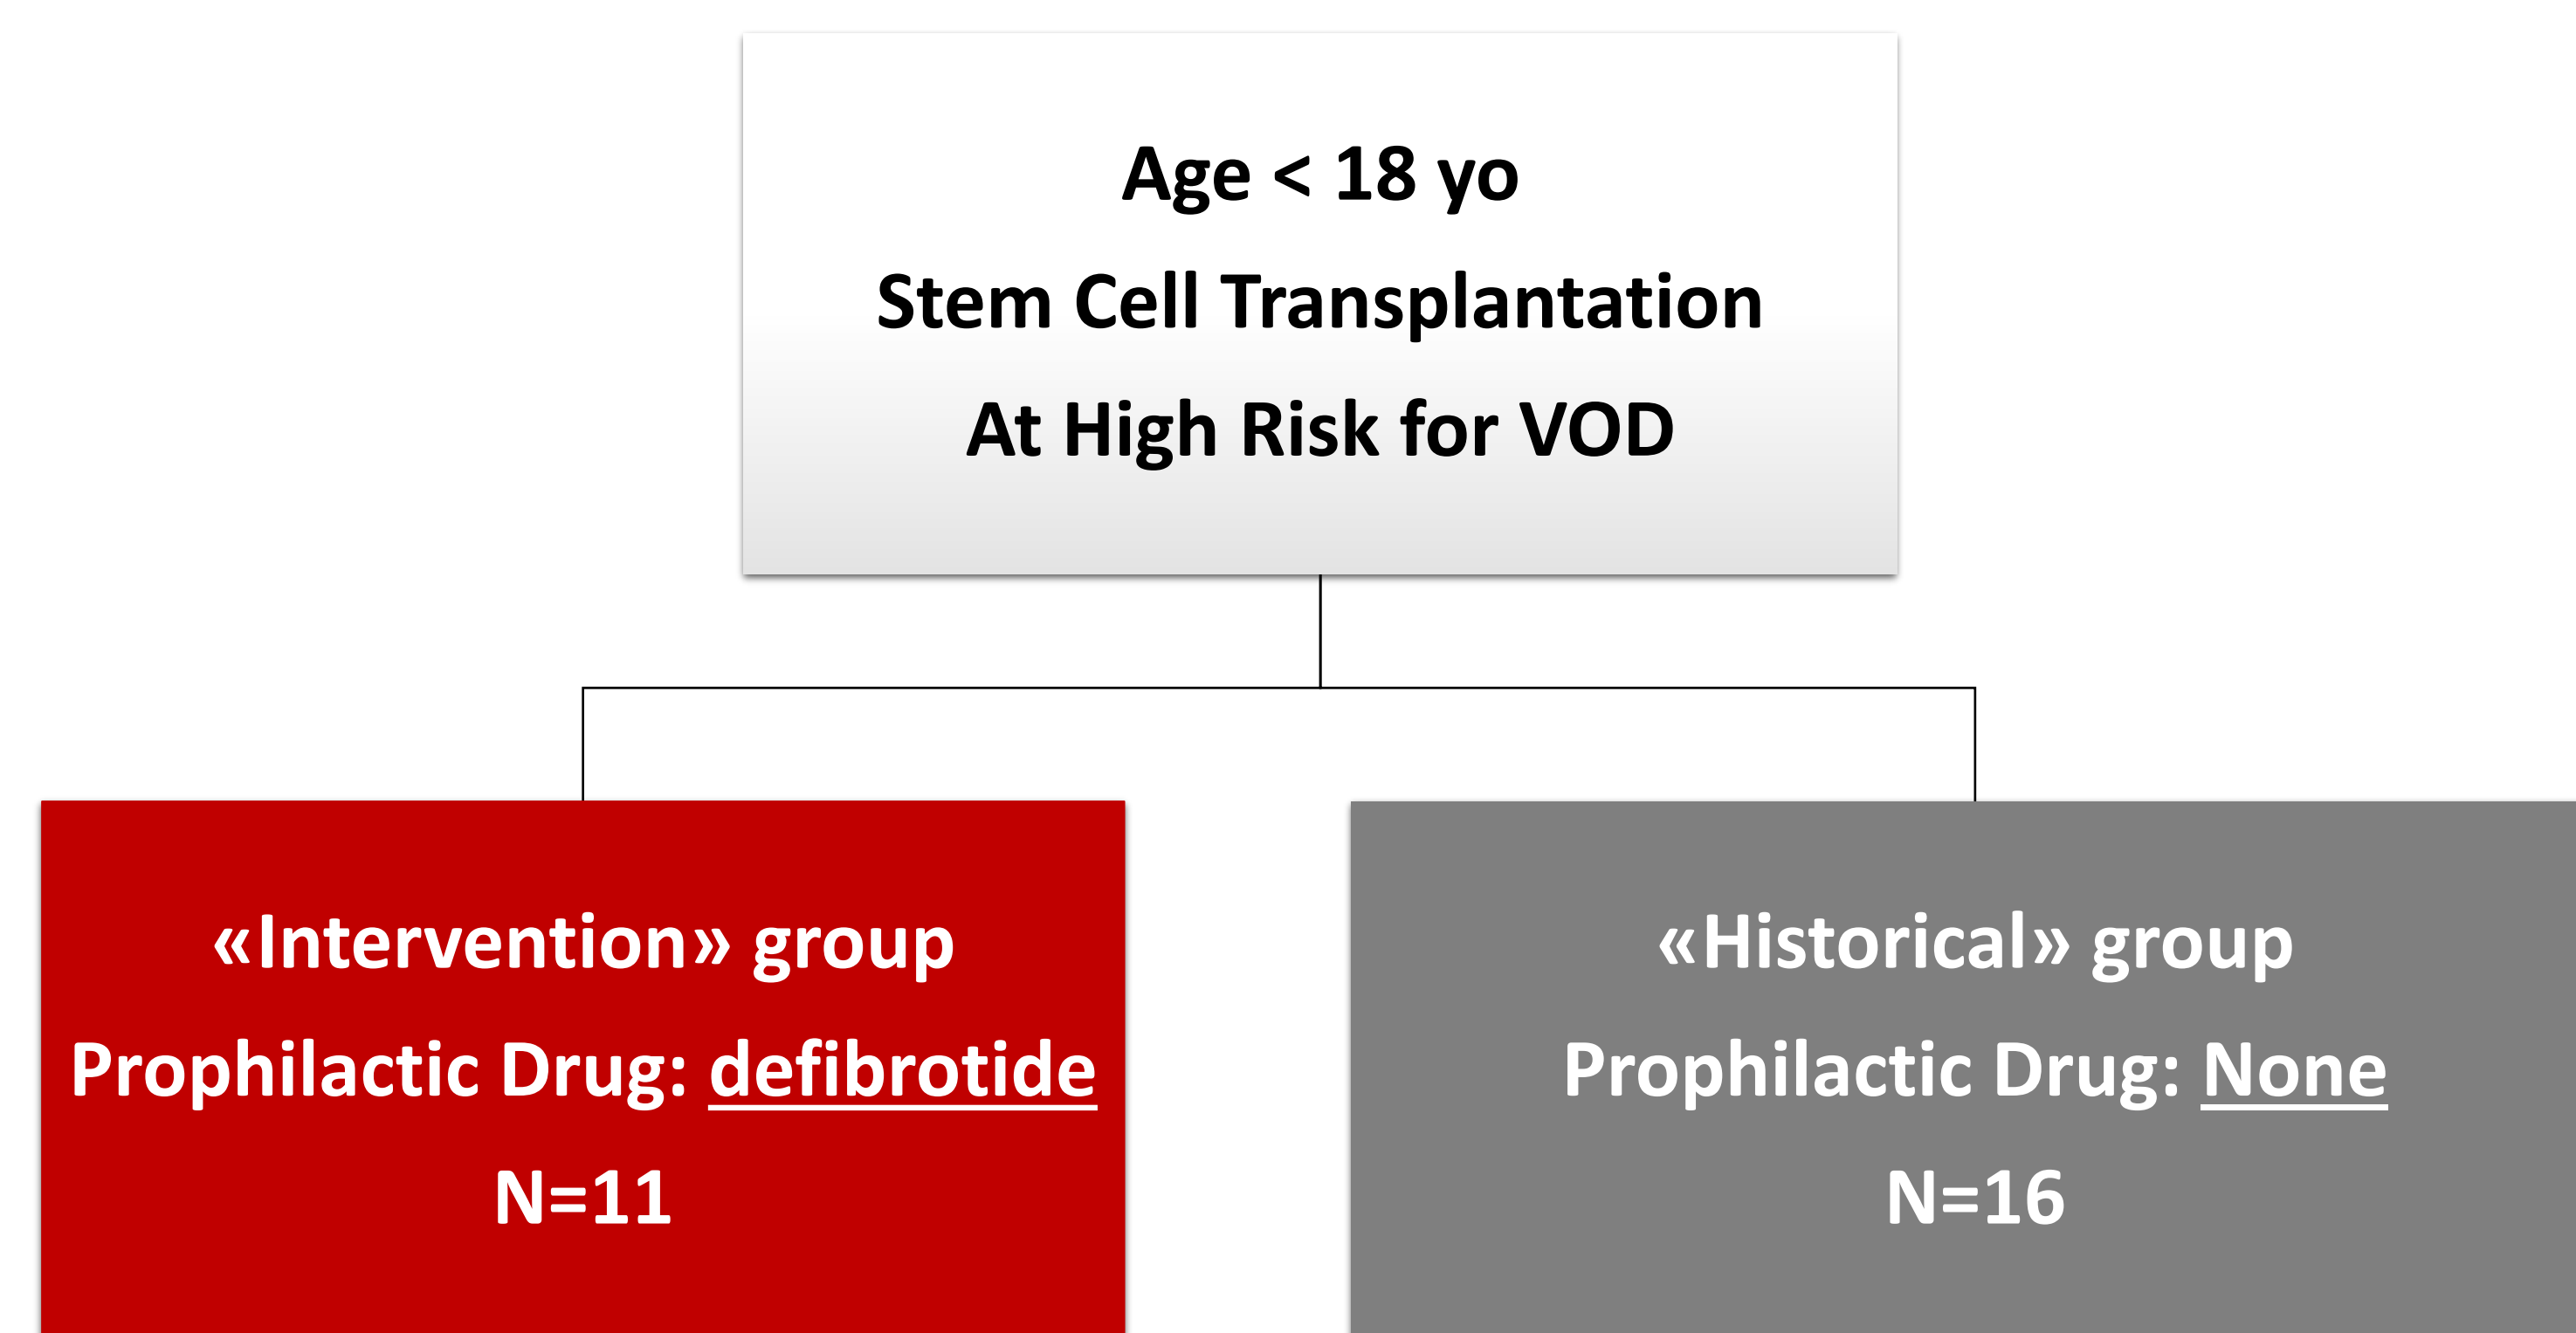 Age < 18 yo
Stem Cell Transplantation
At High Risk for VOD
«Intervention» group
Prophilactic Drug: defibrotide
N=11
«Historical» group
Prophilactic Drug: None
N=16